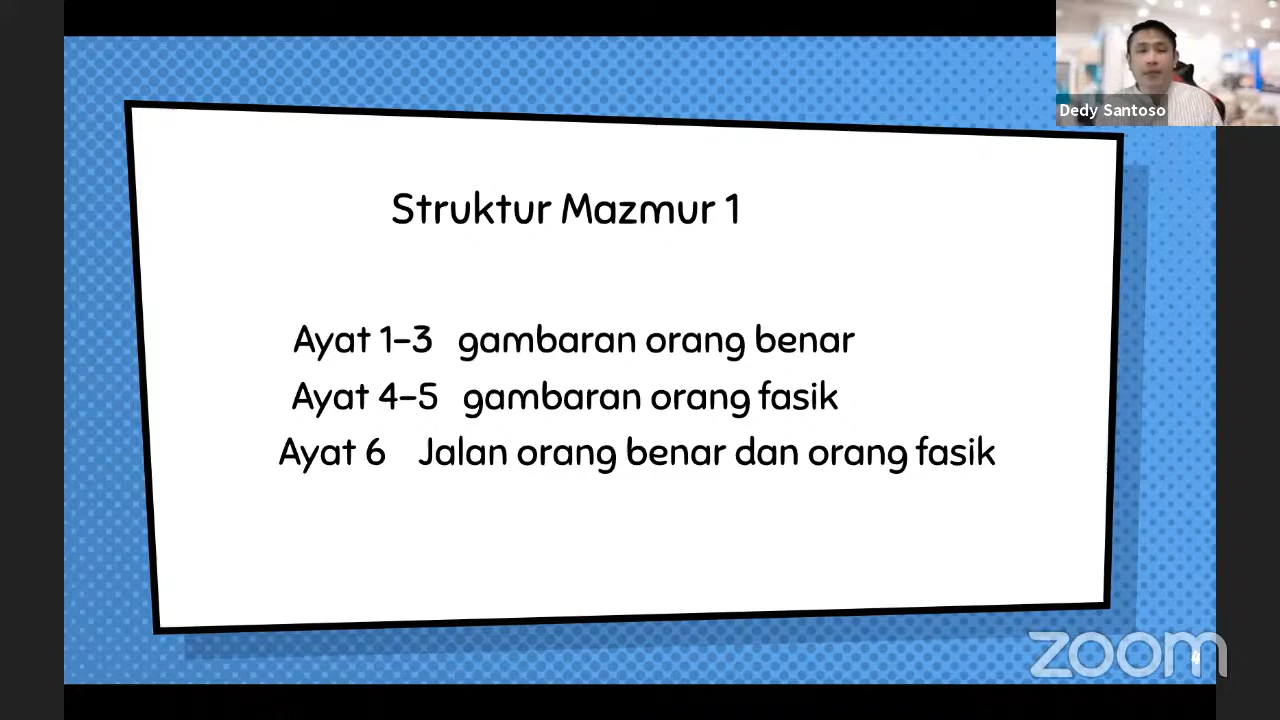 Dedy Santoso
Struktur Mazmur 1
Ayat 1-3 gambaran orang benar
Ayat 4-5 gambaran orang fasik
Ayat 6 Jalan orang benar dan orang fasik
zoom